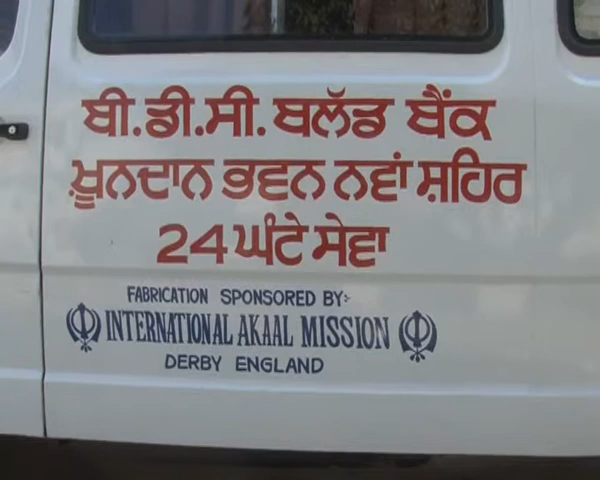 ਬੀ.ਡੀ.ਸੀ. ਬਲੱਡ ਬੈਂਕ
ਖ਼ੂਨਦਾਨ ਭਵਨ ਨਵਾਂ ਸ਼ਹਿਰ
24 ਘੰਟੇ ਸੇਵਾ
FABRICATION SPONSORED BY:-
INTERNATIONAL AKAAL MISSION
DERBY ENGLAND